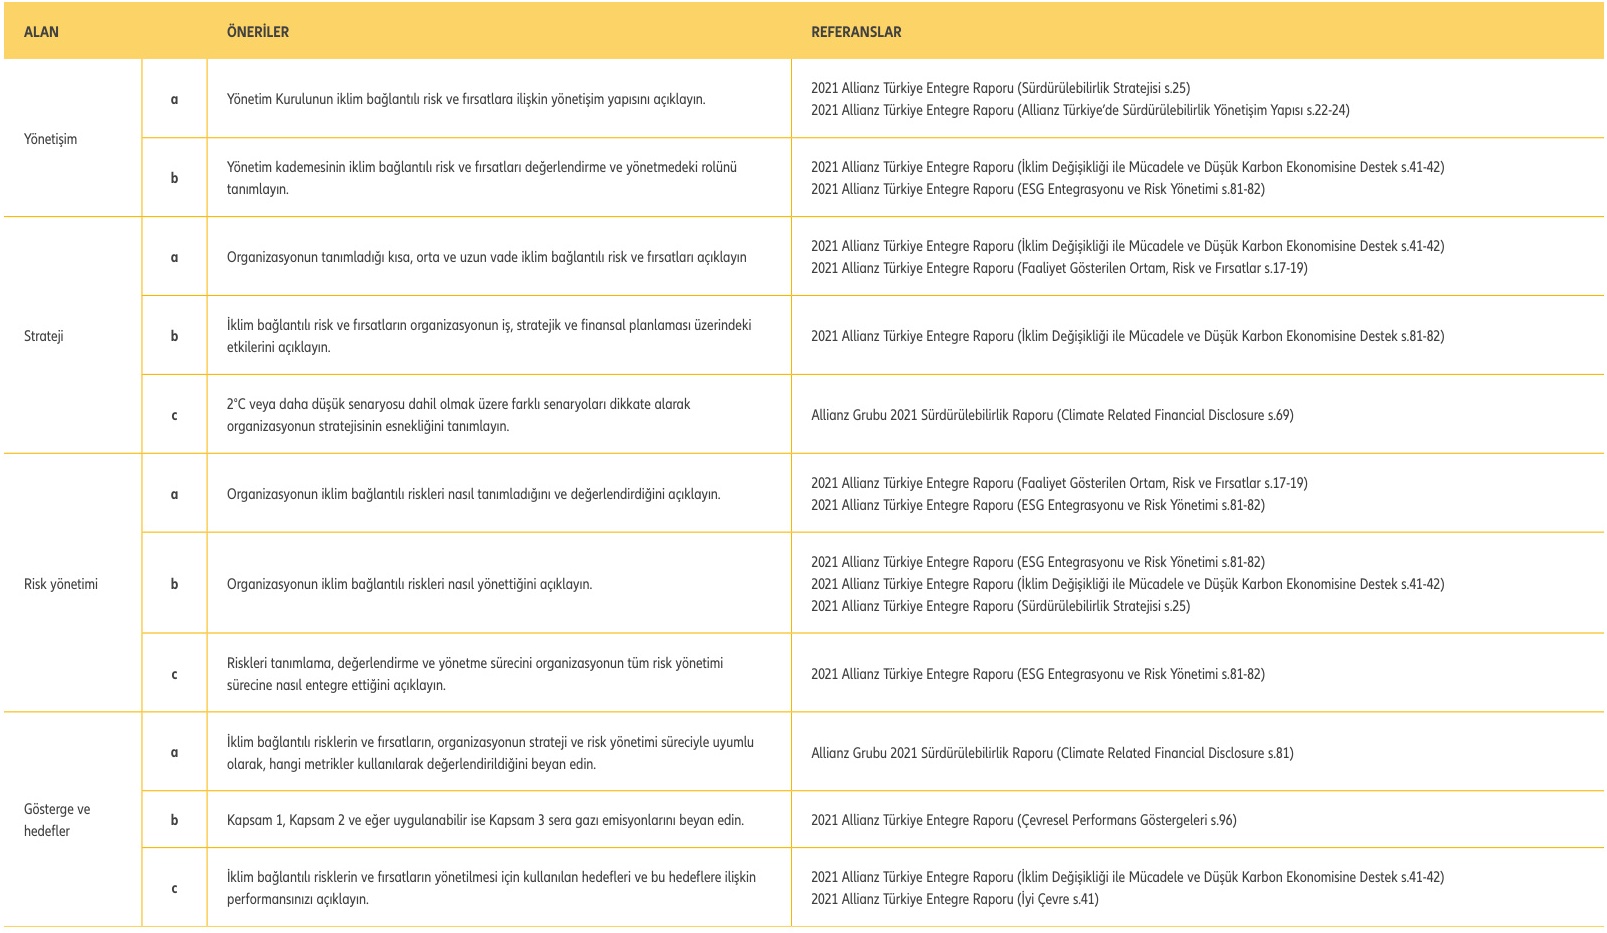 ALAN
ÖNERİLER
REFERANSLAR
Yönetişim
a
Yönetim Kurulunun iklim bağlantılı risk ve fırsatlara ilişkin yönetişim yapısını açıklayın.
2021 Allianz Türkiye Entegre Raporu (Sürdürülebilirlik Stratejisi s.25)
2021 Allianz Türkiye Entegre Raporu (Allianz Türkiye’de Sürdürülebilirlik Yönetişim Yapısı s.22-24)
b
Yönetim kademesinin iklim bağlantılı risk ve fırsatları değerlendirme ve yönetmedeki rolünü
tanımlayın.
2021 Allianz Türkiye Entegre Raporu (İklim Değişikliği ile Mücadele ve Düşük Karbon Ekonomisine Destek s.41-42)
2021 Allianz Türkiye Entegre Raporu (ESG Entegrasyonu ve Risk Yönetimi s.81-82)
Strateji
a
Organizasyonun tanımladığı kısa, orta ve uzun vade iklim bağlantılı risk ve fırsatları açıklayın
2021 Allianz Türkiye Entegre Raporu (İklim Değişikliği ile Mücadele ve Düşük Karbon Ekonomisine Destek s.41-42)
2021 Allianz Türkiye Entegre Raporu (Faaliyet Gösterilen Ortam, Risk ve Fırsatlar s.17-19)
b
İklim bağlantılı risk ve fırsatların organizasyonun iş, stratejik ve finansal planlaması üzerindeki
etkilerini açıklayın.
2021 Allianz Türkiye Entegre Raporu (İklim Değişikliği ile Mücadele ve Düşük Karbon Ekonomisine Destek s.81-82)
c
2°C veya daha düşük senaryosu dahil olmak üzere farklı senaryoları dikkate alarak
organizasyonun stratejisinin esnekliğini tanımlayın.
Allianz Grubu 2021 Sürdürülebilirlik Raporu (Climate Related Financial Disclosure s.69)
Risk yönetimi
a
Organizasyonun iklim bağlantılı riskleri nasıl tanımladığını ve değerlendirdiğini açıklayın.
2021 Allianz Türkiye Entegre Raporu (Faaliyet Gösterilen Ortam, Risk ve Fırsatlar s.17-19)
2021 Allianz Türkiye Entegre Raporu (ESG Entegrasyonu ve Risk Yönetimi s.81-82)
b
Organizasyonun iklim bağlantılı riskleri nasıl yönettiğini açıklayın.
2021 Allianz Türkiye Entegre Raporu (ESG Entegrasyonu ve Risk Yönetimi s.81-82)
2021 Allianz Türkiye Entegre Raporu (İklim Değişikliği ile Mücadele ve Düşük Karbon Ekonomisine Destek s.41-42)
2021 Allianz Türkiye Entegre Raporu (Sürdürülebilirlik Stratejisi s.25)
c
Riskleri tanımlama, değerlendirme ve yönetme sürecini organizasyonun tüm risk yönetimi
sürecine nasıl entegre ettiğini açıklayın.
2021 Allianz Türkiye Entegre Raporu (ESG Entegrasyonu ve Risk Yönetimi s.81-82)
Gösterge ve
hedefler
a
İklim bağlantılı risklerin ve fırsatların, organizasyonun strateji ve risk yönetimi süreciyle uyumlu
olarak, hangi metrikler kullanılarak değerlendirildiğini beyan edin.
Allianz Grubu 2021 Sürdürülebilirlik Raporu (Climate Related Financial Disclosure s.81)
b
Kapsam 1, Kapsam 2 ve eğer uygulanabilir ise Kapsam 3 sera gazı emisyonlarını beyan edin.
2021 Allianz Türkiye Entegre Raporu (Çevresel Performans Göstergeleri s.96)
c
İklim bağlantılı risklerin ve fırsatların yönetilmesi için kullanılan hedefleri ve bu hedeflere ilişkin
performansınızı açıklayın.
2021 Allianz Türkiye Entegre Raporu (İklim Değişikliği ile Mücadele ve Düşük Karbon Ekonomisine Destek s.41-42)
2021 Allianz Türkiye Entegre Raporu (İyi Çevre s.41)